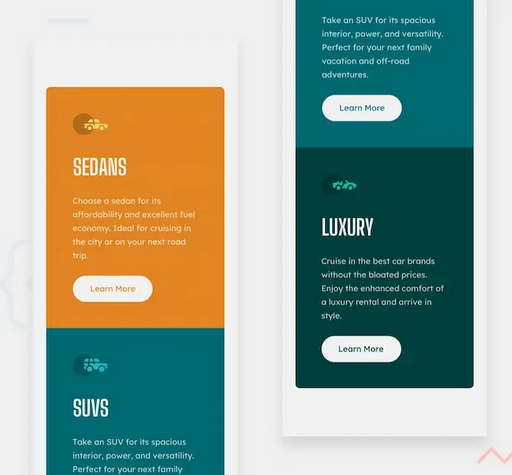 SEDANS
Choose a sedan for its
affordability and excellent fuel
economy. Ideal for cruising in
the city or on your next road
trip.
Learn More
SUVS
Take an SUV for its spacious
interior, power, and versatility.
Perfect for your next family
Take an SUV for its spacious
interior, power, and versatility.
Perfect for your next family
vacation and off-road
adventures.
Learn More
LUXURY
Cruise in the best car brands
without the bloated prices.
Enjoy the enhanced comfort of
a luxury rental and arrive in
style.
Learn More